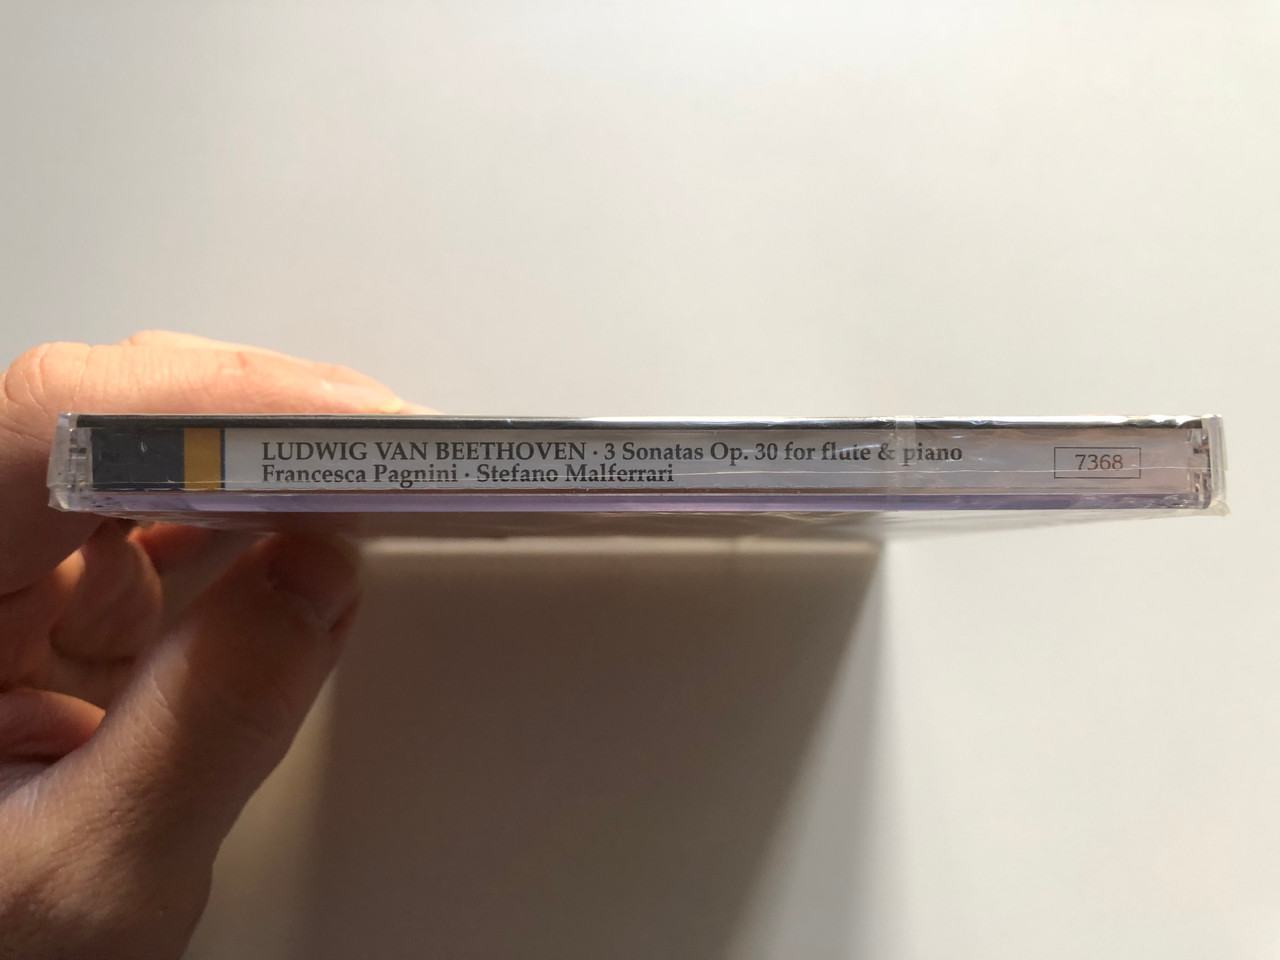 LUDWIG VAN BEETHOVEN · 3 Sonatas Op. 30 for flute & piano
Francesca Pagnini · Stefano Malferrari
7368